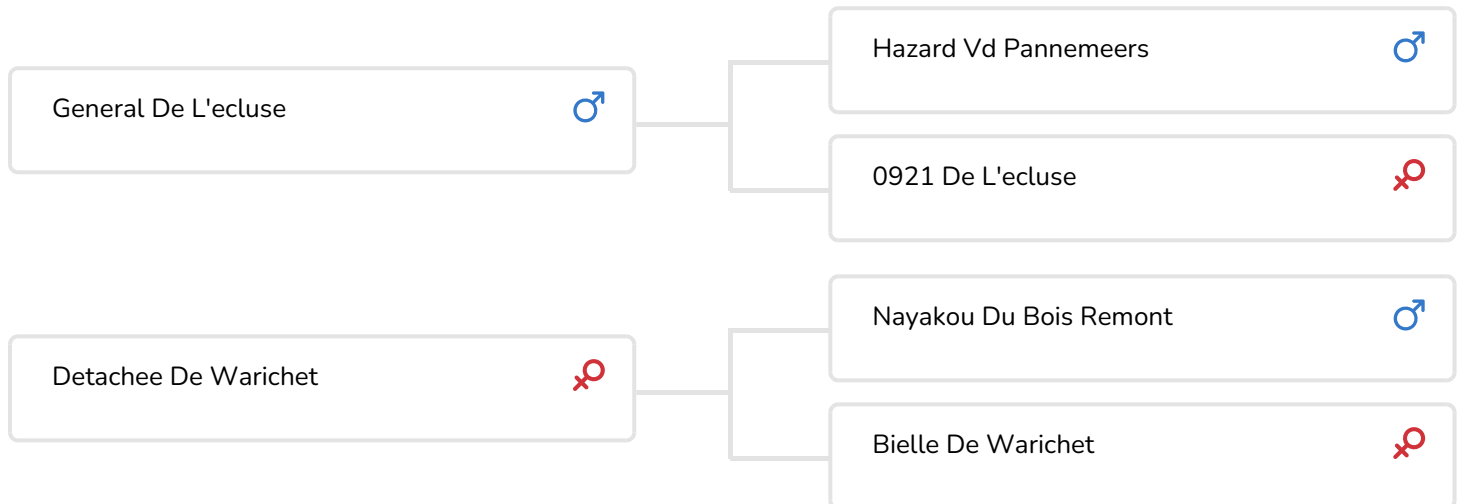 General De L'ecluse
Hazard Vd Pannemeers
0921 De L'ecluse
Detachee De Warichet
Nayakou Du Bois Remont
Bielle De Warichet